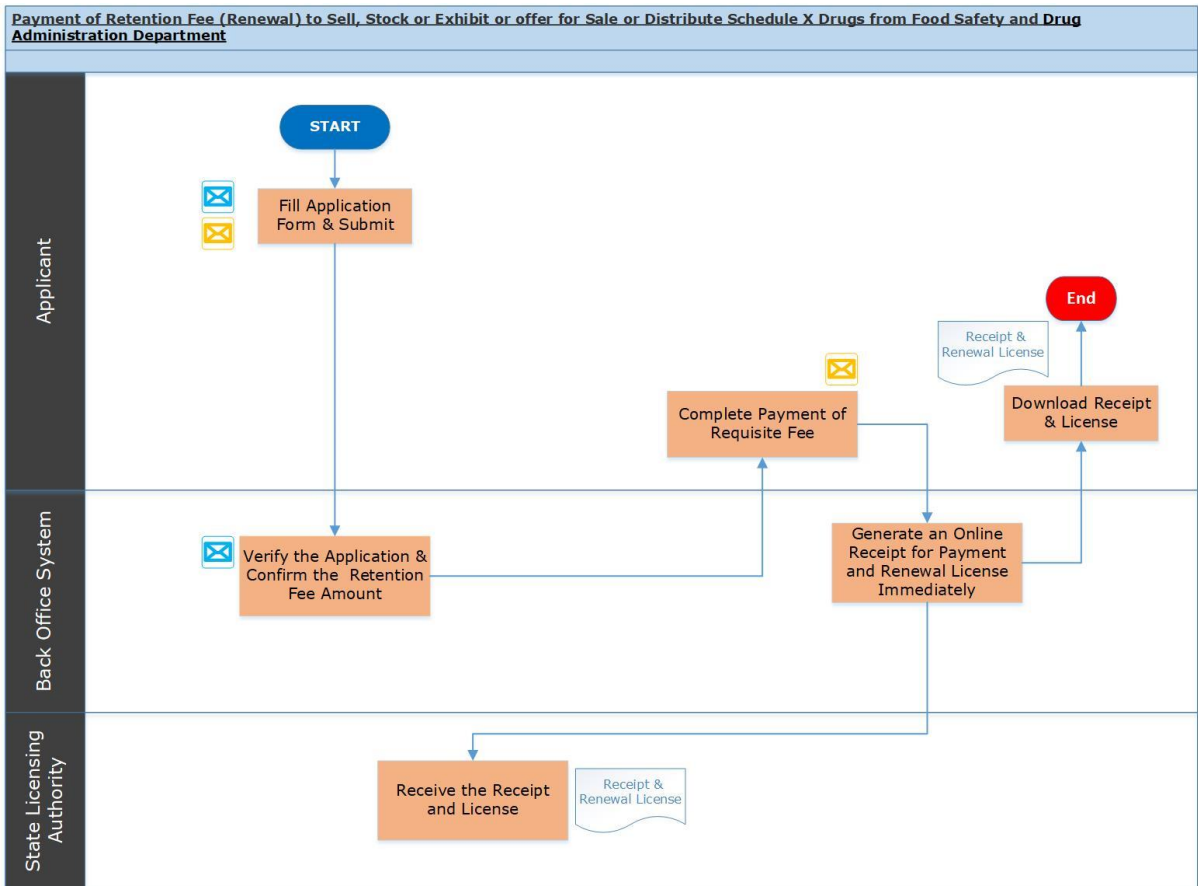 Payment of Retention Fee (Renewal) to Sell, Stock or Exhibit or offer for Sale or Distribute Schedule X Drugs from Food Safety and Drug
Administration Department
Applicant
START
Fill Application
Form & Submit
End
Receipt &
Renewal License
Complete Payment of
Requisite Fee
Download Receipt
& License
Back Office System
Verify the Application &
Confirm the Retention
Fee Amount
Generate an Online
Receipt for Payment
and Renewal License
Immediately
State Licensing
Authority
Receive the Receipt
and License
Receipt &
Renewal License